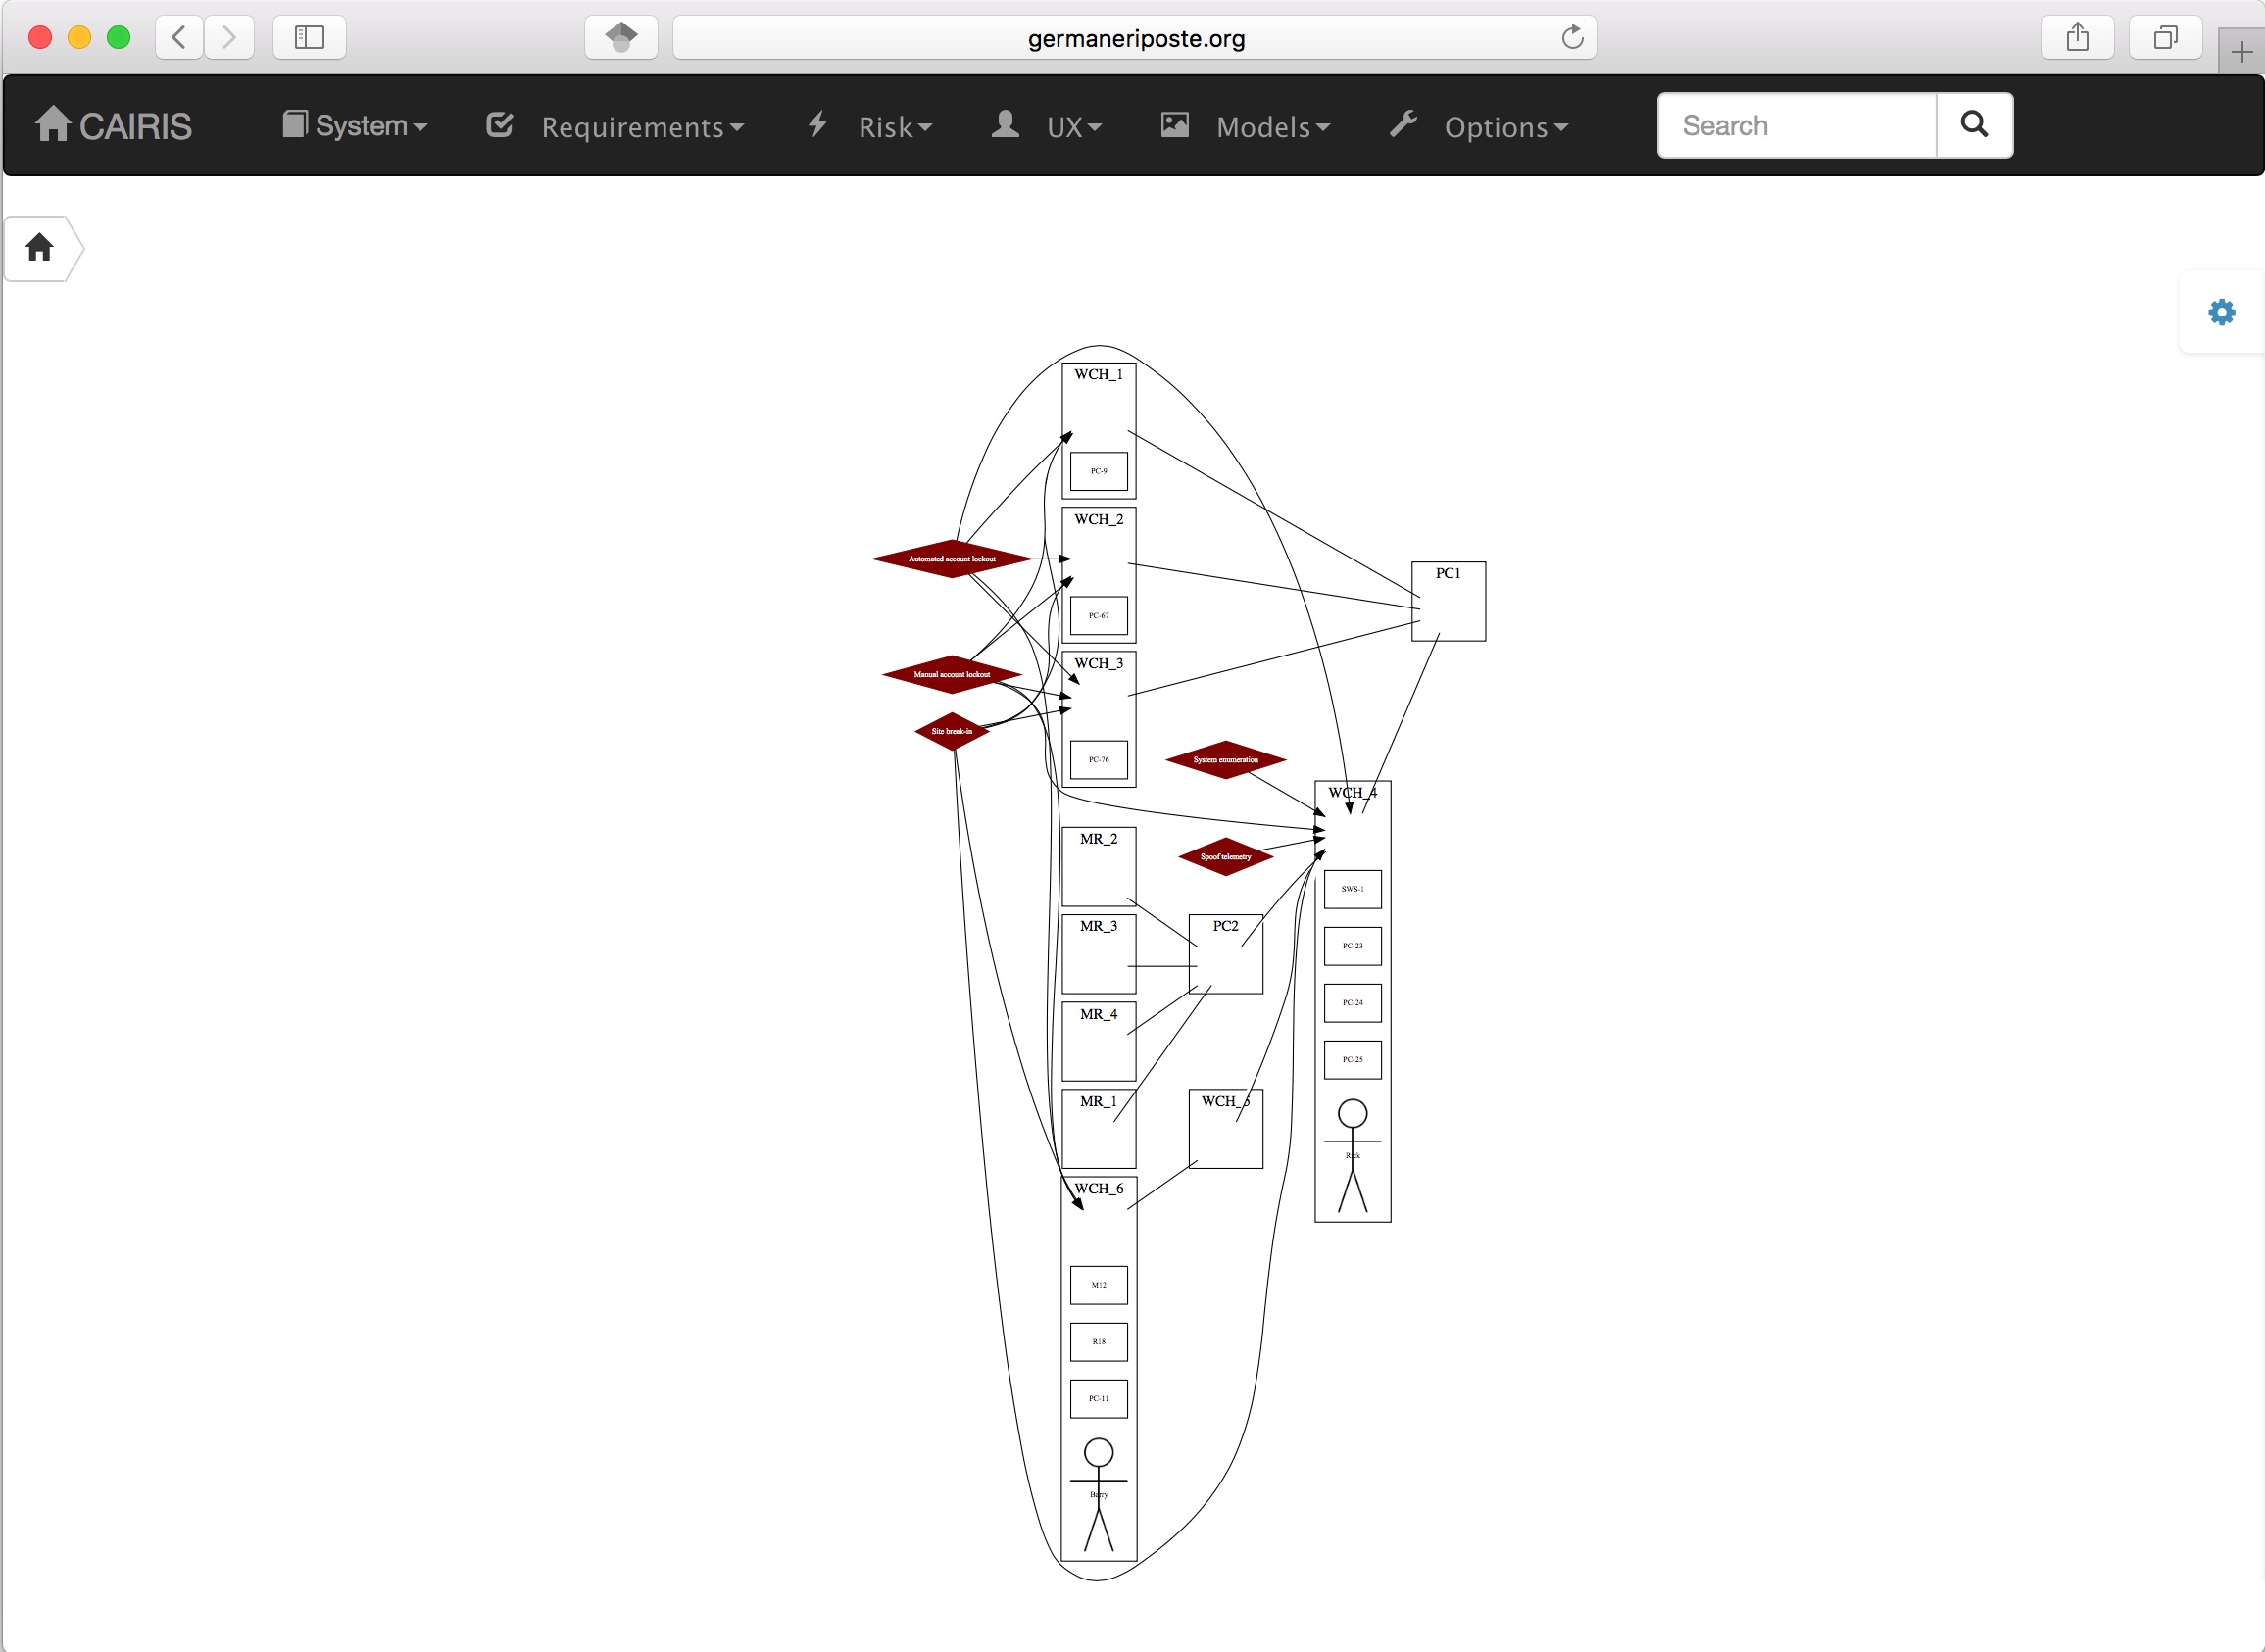 germaneriposte.org
CAIRIS System Requirements Risk UX Models Options Search
WCH_1
PC-9
WCH_2
Automated account lockout
PC1
PC-67
WCH_3
Manual account lockout
Site break-in
PC-76
System enumeration
WCH_4
MR_2
Spoof telemetry
SWS-1
MR_3
PC2
PC-23
PC-24
MR_4
PC-25
MR_1
WCH_5
Rick
WCH_6
M12
R18
PC-11
Barry